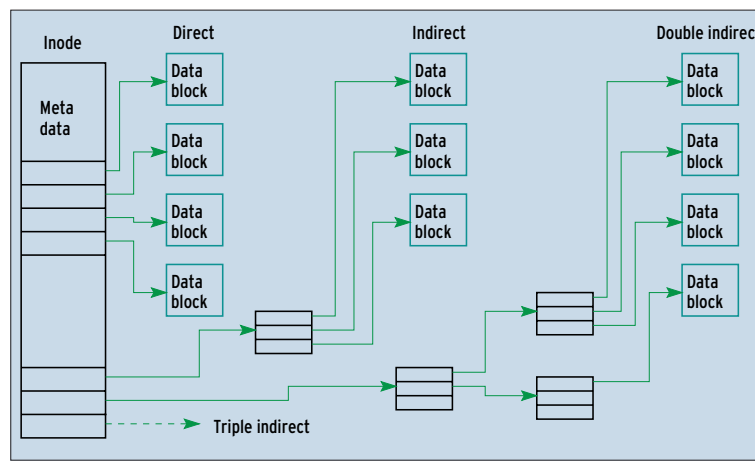 Inode
Direct
Indirect
Double indirec
Meta
data
Data
block
Data
block
Data
block
Data
block
Data
block
Data
block
Data
block
Data
block
Data
block
Data
block
Data
block
Triple indirect